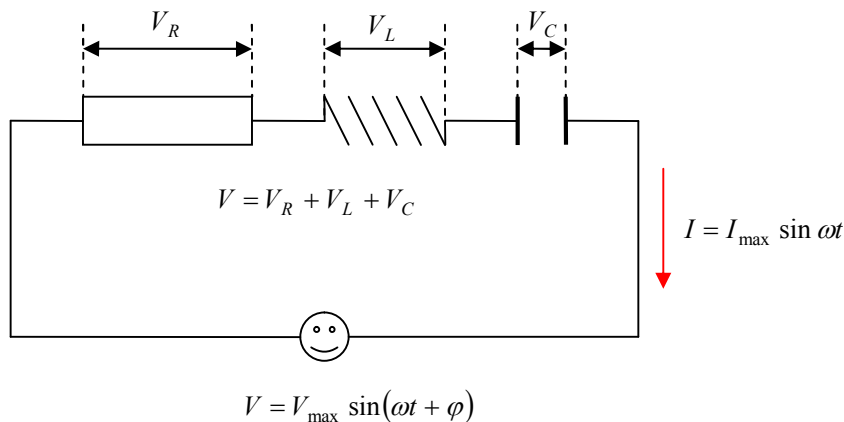 V_R V_L V_C
V = V_R + V_L + V_C
I = I_max sin ωt
V = V_max sin(ωt + φ)